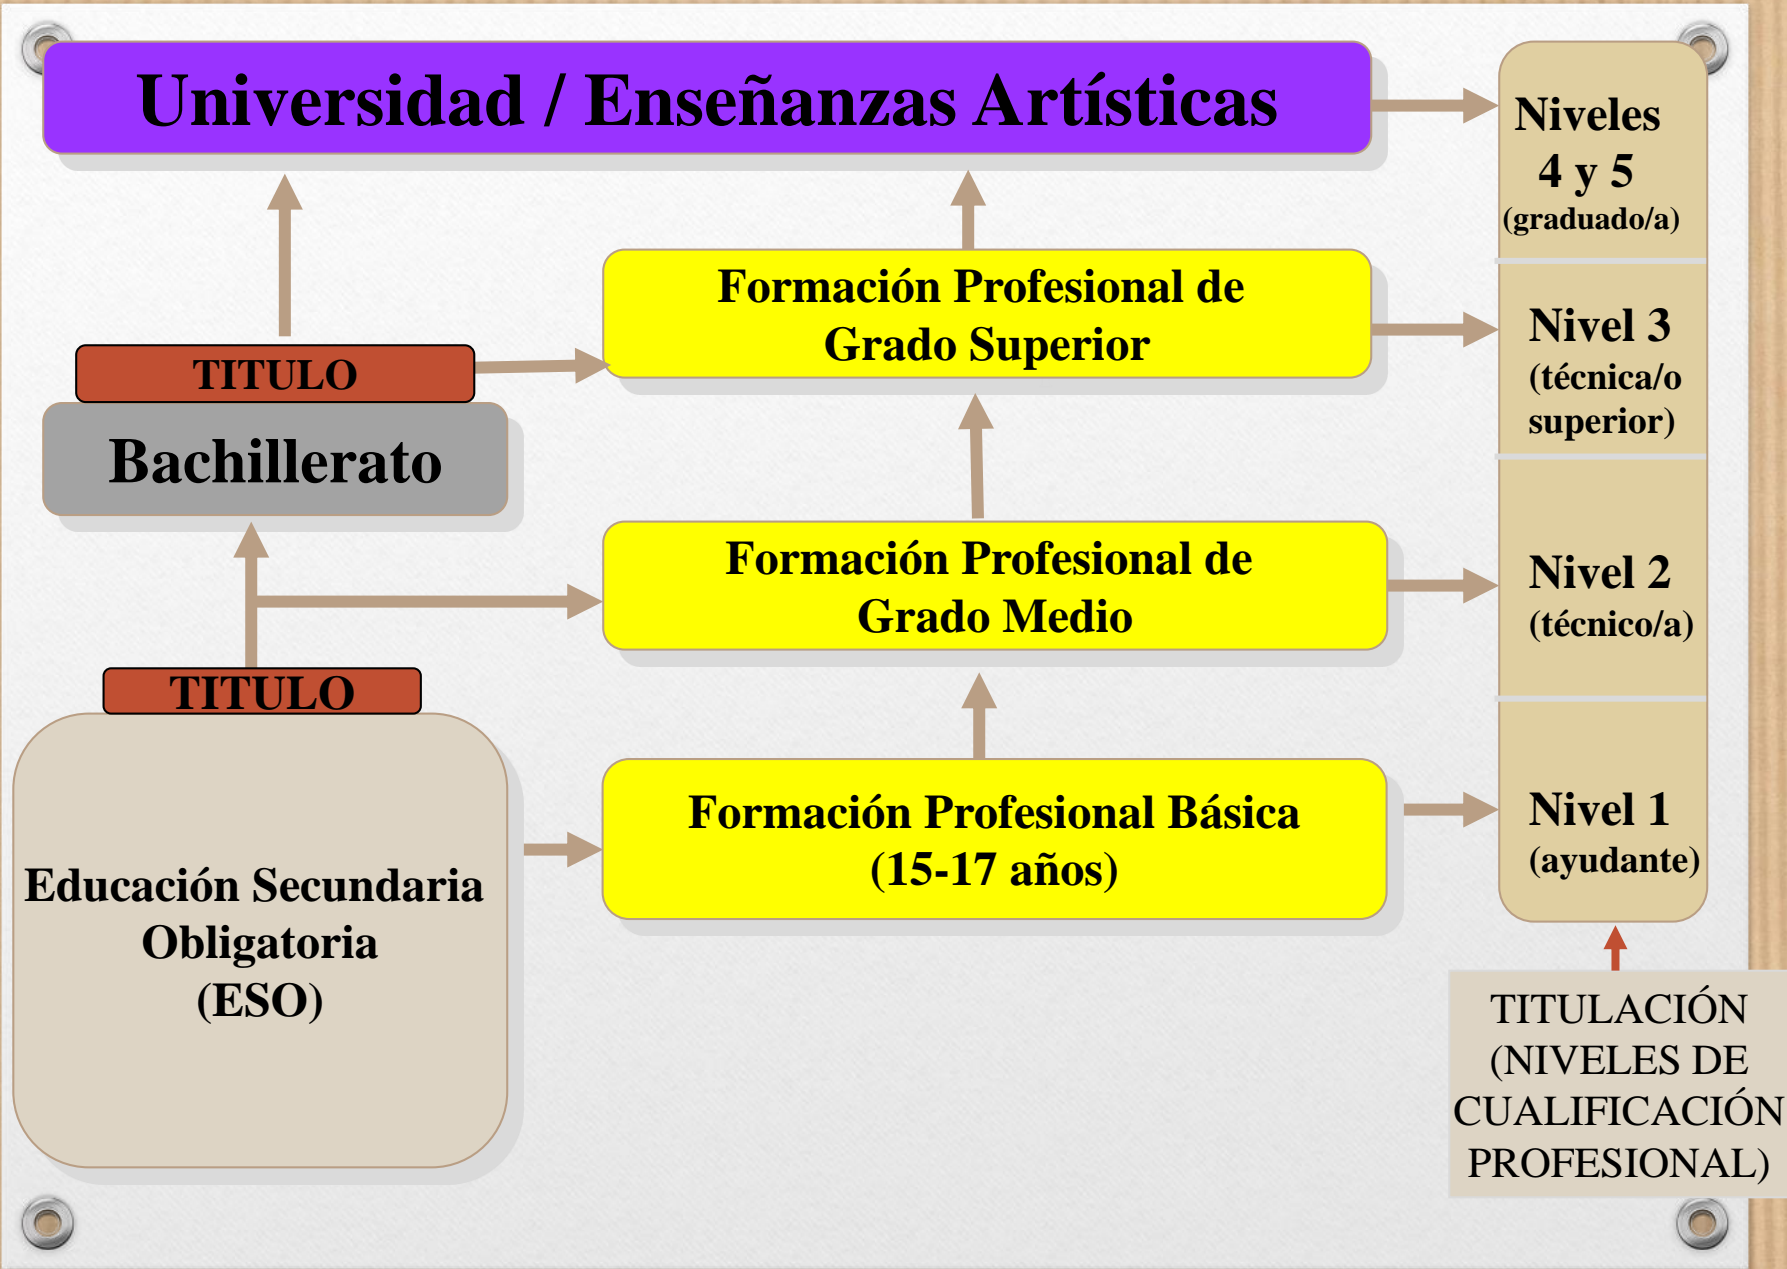 Universidad / Enseñanzas Artísticas
Niveles
4 y 5
(graduado/a)
Formación Profesional de
Grado Superior
Nivel 3
(técnica/o
superior)
TITULO
Bachillerato
Formación Profesional de
Grado Medio
Nivel 2
(técnico/a)
TITULO
Educación Secundaria
Obligatoria
(ESO)
Formación Profesional Básica
(15-17 años)
Nivel 1
(ayudante)
TITULACIÓN
(NIVELES DE
CUALIFICACIÓN
PROFESIONAL)